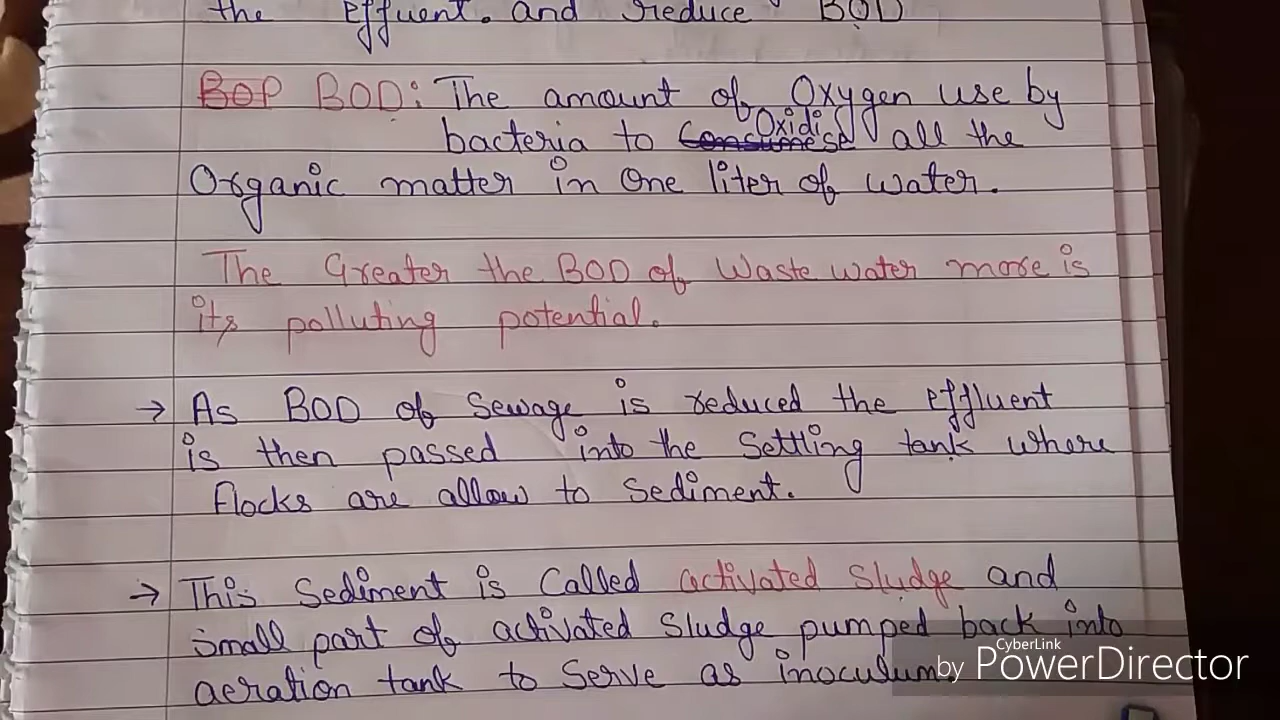 the effuent. and reduce BOD
BOP BOD: The amount of Oxygen use by
Oxidi
bacteria to Consumese all the
Organic matter in One liter of water.
The Greater the BOD of Waste water more is
its polluting potential.
→ As BOD of Sewage is reduced the effluent
is then passed into the Settling tank where
flocks are allow to Sediment.
→ This Sediment is Called activated Sludge and
Small part of activated Sludge pumped back into
aeration tank to Serve as inoculum.
CyberLink
by PowerDirector